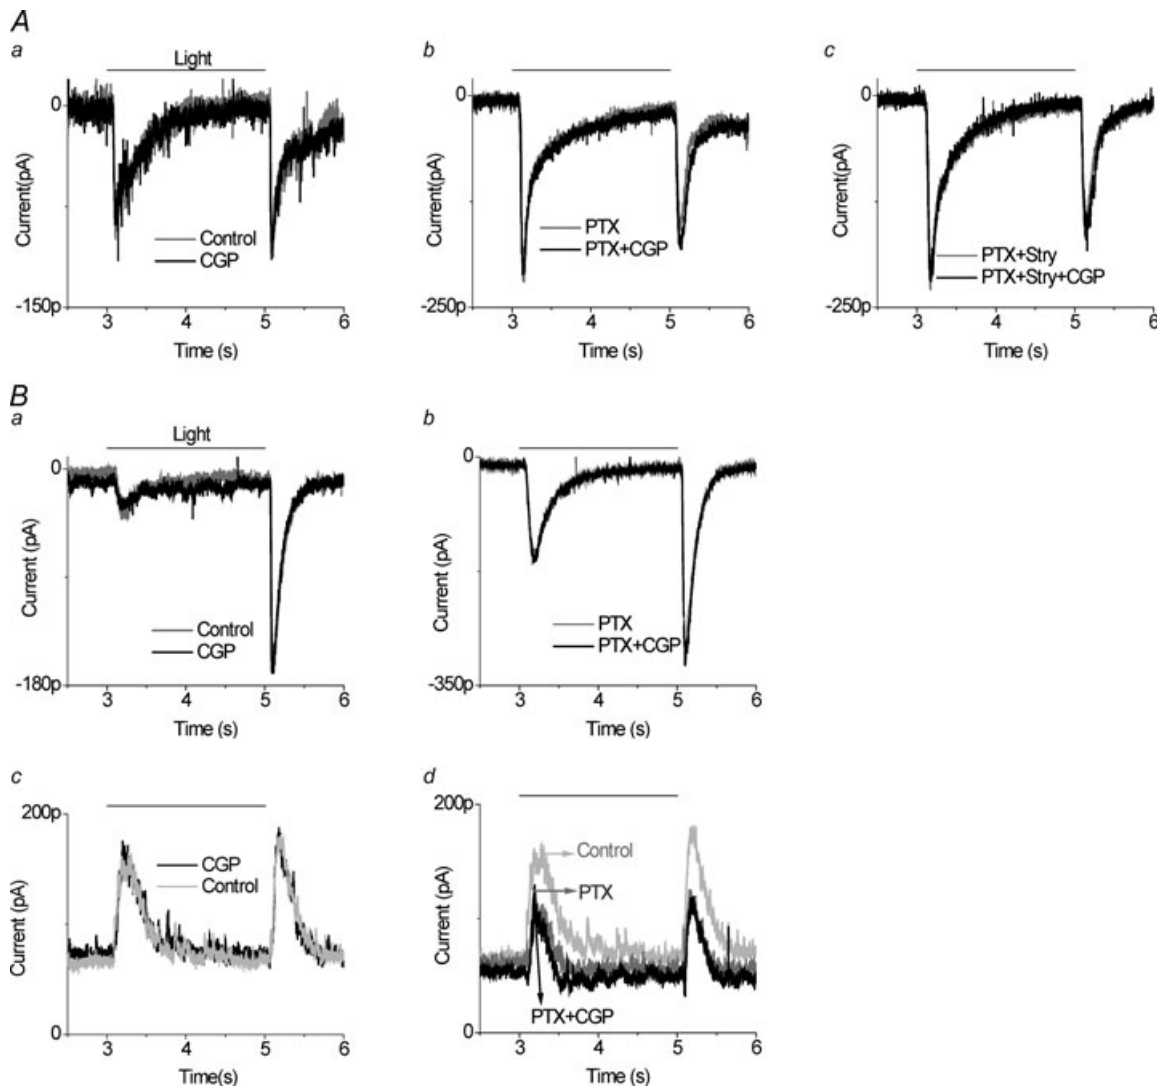 A
a
Light
0
Current(pA)
Control
CGP
-150p
3 4 5 6
Time (s)
b
0
Current(pA)
PTX
PTX+CGP
-250p
3 4 5 6
Time (s)
c
0
Current(pA)
PTX+Stry
PTX+Stry+CGP
-250p
3 4 5 6
Time (s)
B
a
Light
0
Current (pA)
Control
CGP
-180p
3 4 5 6
Time (s)
b
0
Current (pA)
PTX
PTX+CGP
-350p
3 4 5 6
Time (s)
c
200p
Current (pA)
CGP
Control
0
3 4 5 6
Time(s)
d
200p
Current (pA)
Control
PTX
PTX+CGP
0
3 4 5 6
Time (s)